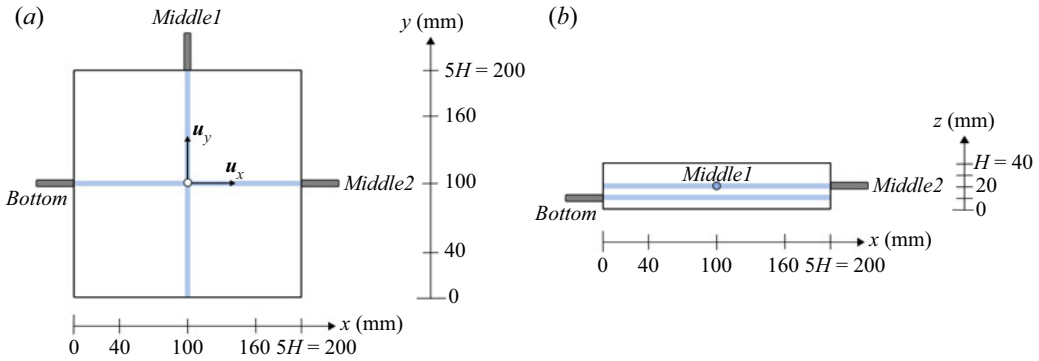 (a)
Middle1
y (mm)
5H = 200
160
u_y
u_x
100
Bottom
Middle2
40
0
x (mm)
0 40 100 160 5H = 200
(b)
z (mm)
H = 40
Middle1
20
Middle2
Bottom
0
x (mm)
0 40 100 160 5H = 200